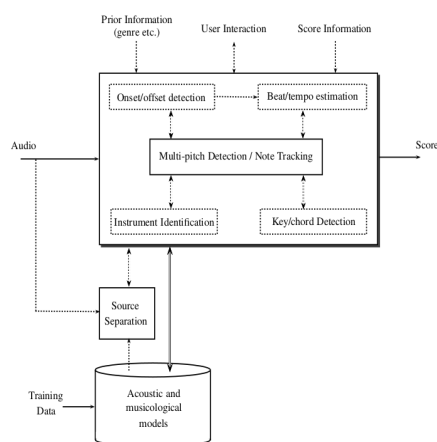 Prior Information
(genre etc.)
User Interaction
Score Information
Onset/offset detection
Beat/tempo estimation
Audio
Multi-pitch Detection / Note Tracking
Score
Instrument Identification
Key/chord Detection
Source
Separation
Training
Data
Acoustic and
musicological
models